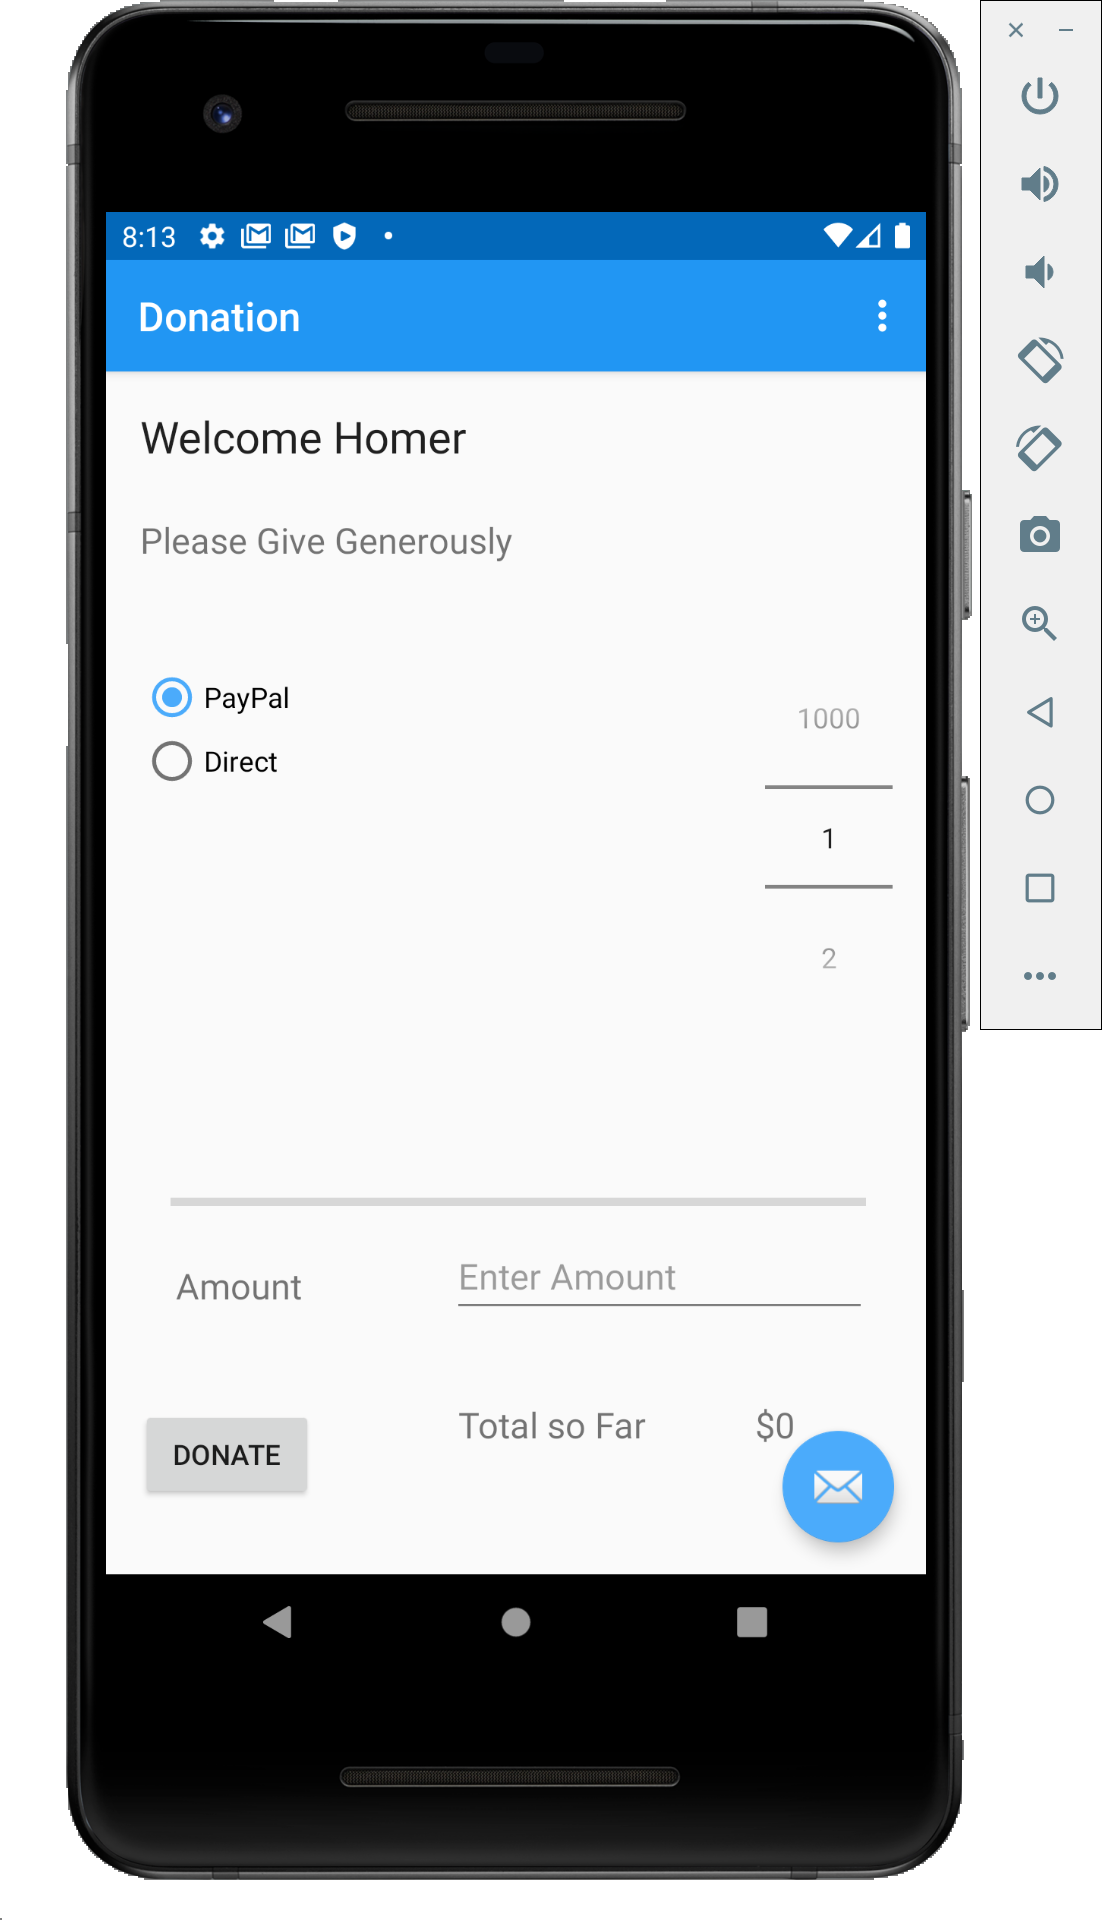 8:13
Donation
Welcome Homer
Please Give Generously
PayPal
Direct
1000
1
2
Amount
Enter Amount
Total so Far
$0
DONATE